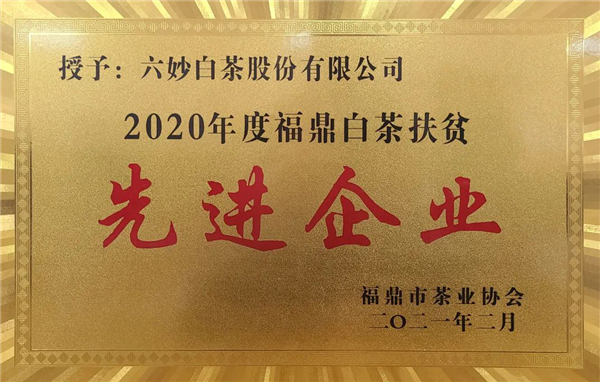 授予：六妙白茶股份有限公司
2020年度福鼎白茶扶贫
先进企业
福鼎市茶业协会
二〇二一年二月